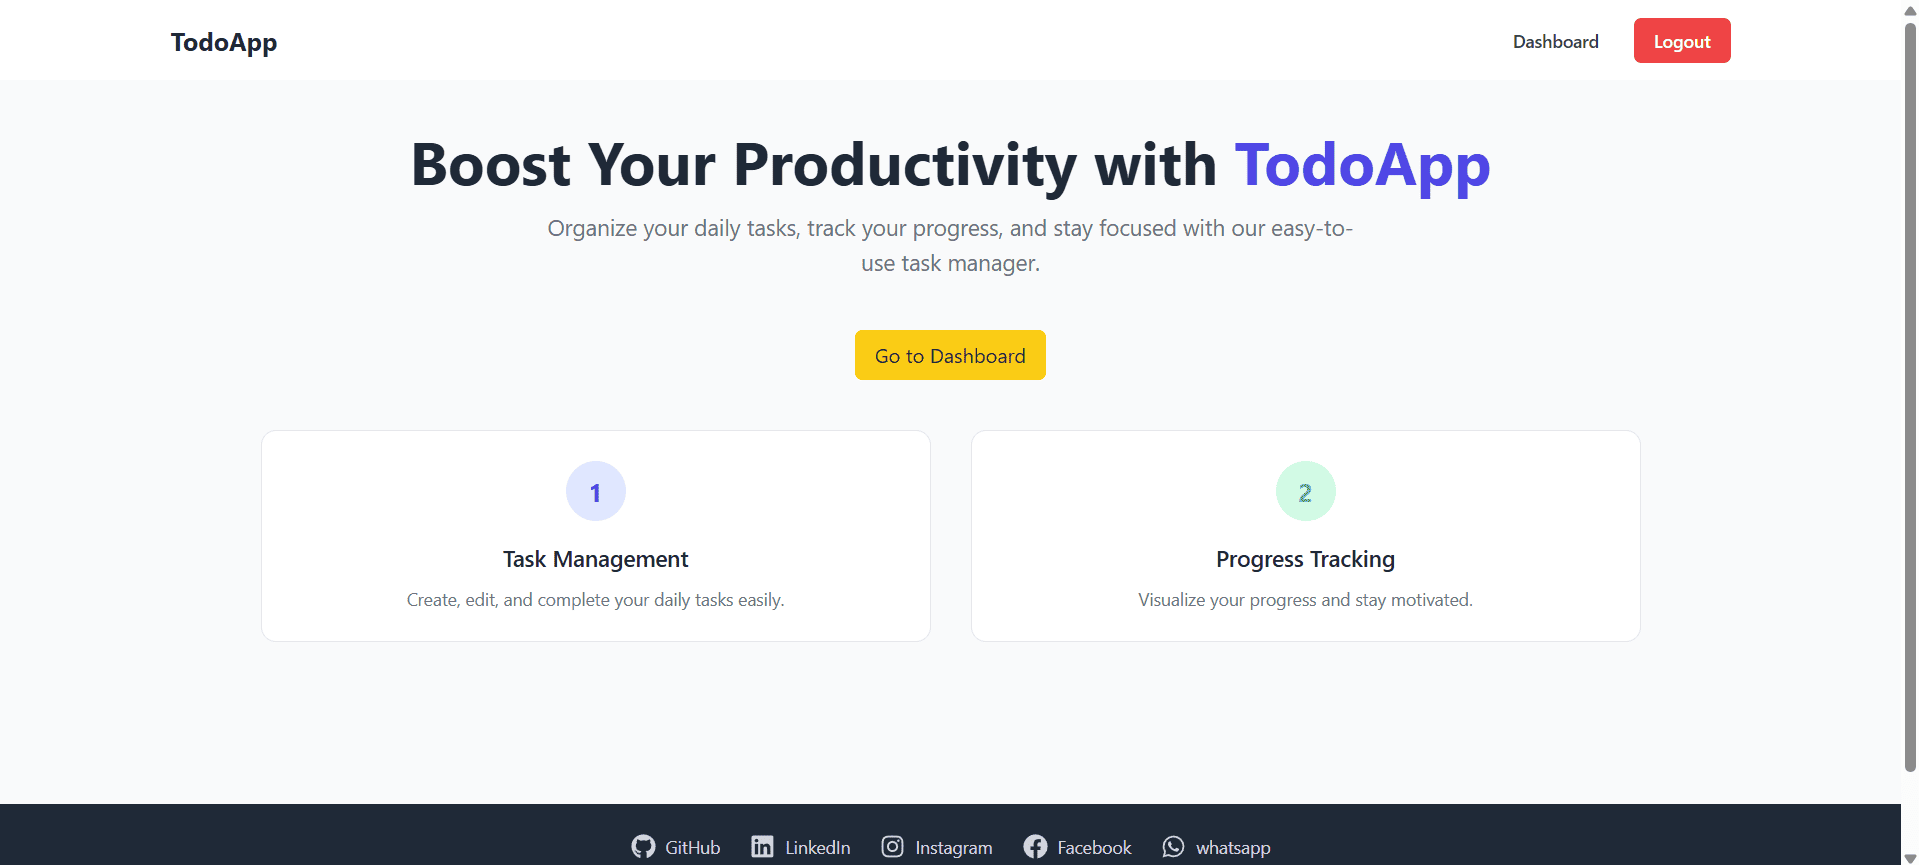 TodoApp
Dashboard
Logout
Boost Your Productivity with TodoApp
Organize your daily tasks, track your progress, and stay focused with our easy-to-
use task manager.
Go to Dashboard
1
Task Management
Create, edit, and complete your daily tasks easily.
2
Progress Tracking
Visualize your progress and stay motivated.
GitHub
LinkedIn
Instagram
Facebook
whatsapp